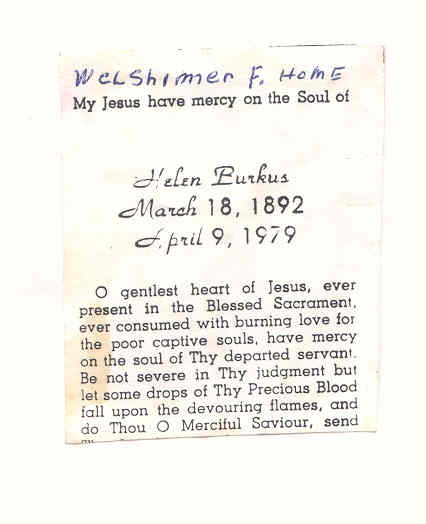 Welshimer F. Home
My Jesus have mercy on the Soul of
Helen Burkus
March 18, 1892
April 9, 1979
O gentlest heart of Jesus, ever
present in the Blessed Sacrament,
ever consumed with burning love for
the poor captive souls, have mercy
on the soul of Thy departed servant.
Be not severe in Thy judgment but
let some drops of Thy Precious Blood
fall upon the devouring flames, and
do Thou O Merciful Saviour, send